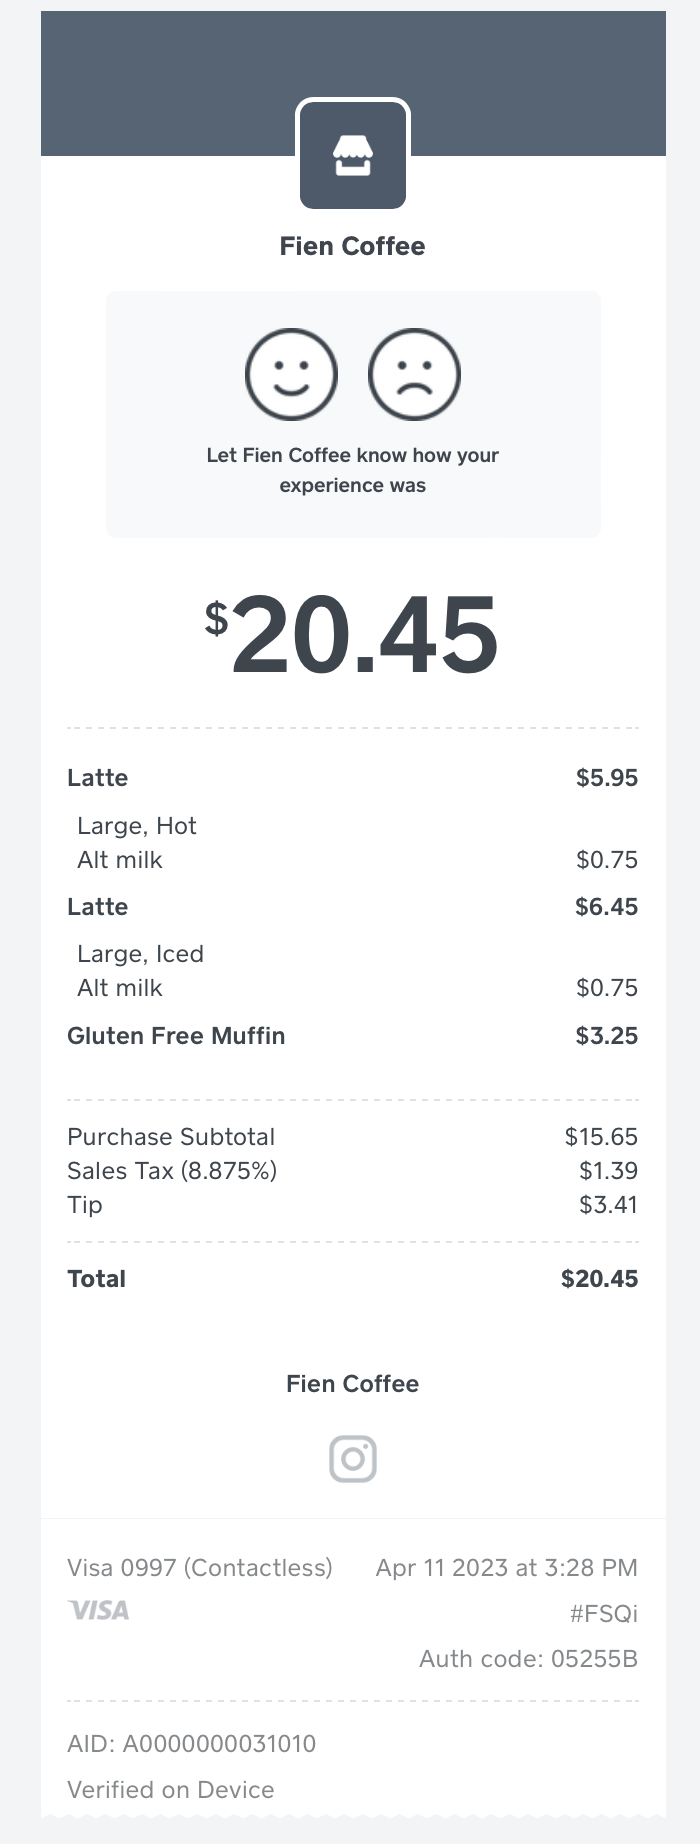 Fien Coffee
Let Fien Coffee know how your
experience was
$20.45
Latte $5.95
Large, Hot
Alt milk $0.75
Latte $6.45
Large, Iced
Alt milk $0.75
Gluten Free Muffin $3.25
Purchase Subtotal $15.65
Sales Tax (8.875%) $1.39
Tip $3.41
Total $20.45
Fien Coffee
Visa 0997 (Contactless) Apr 11 2023 at 3:28 PM
VISA #FSQi
Auth code: 05255B
AID: A0000000031010
Verified on Device